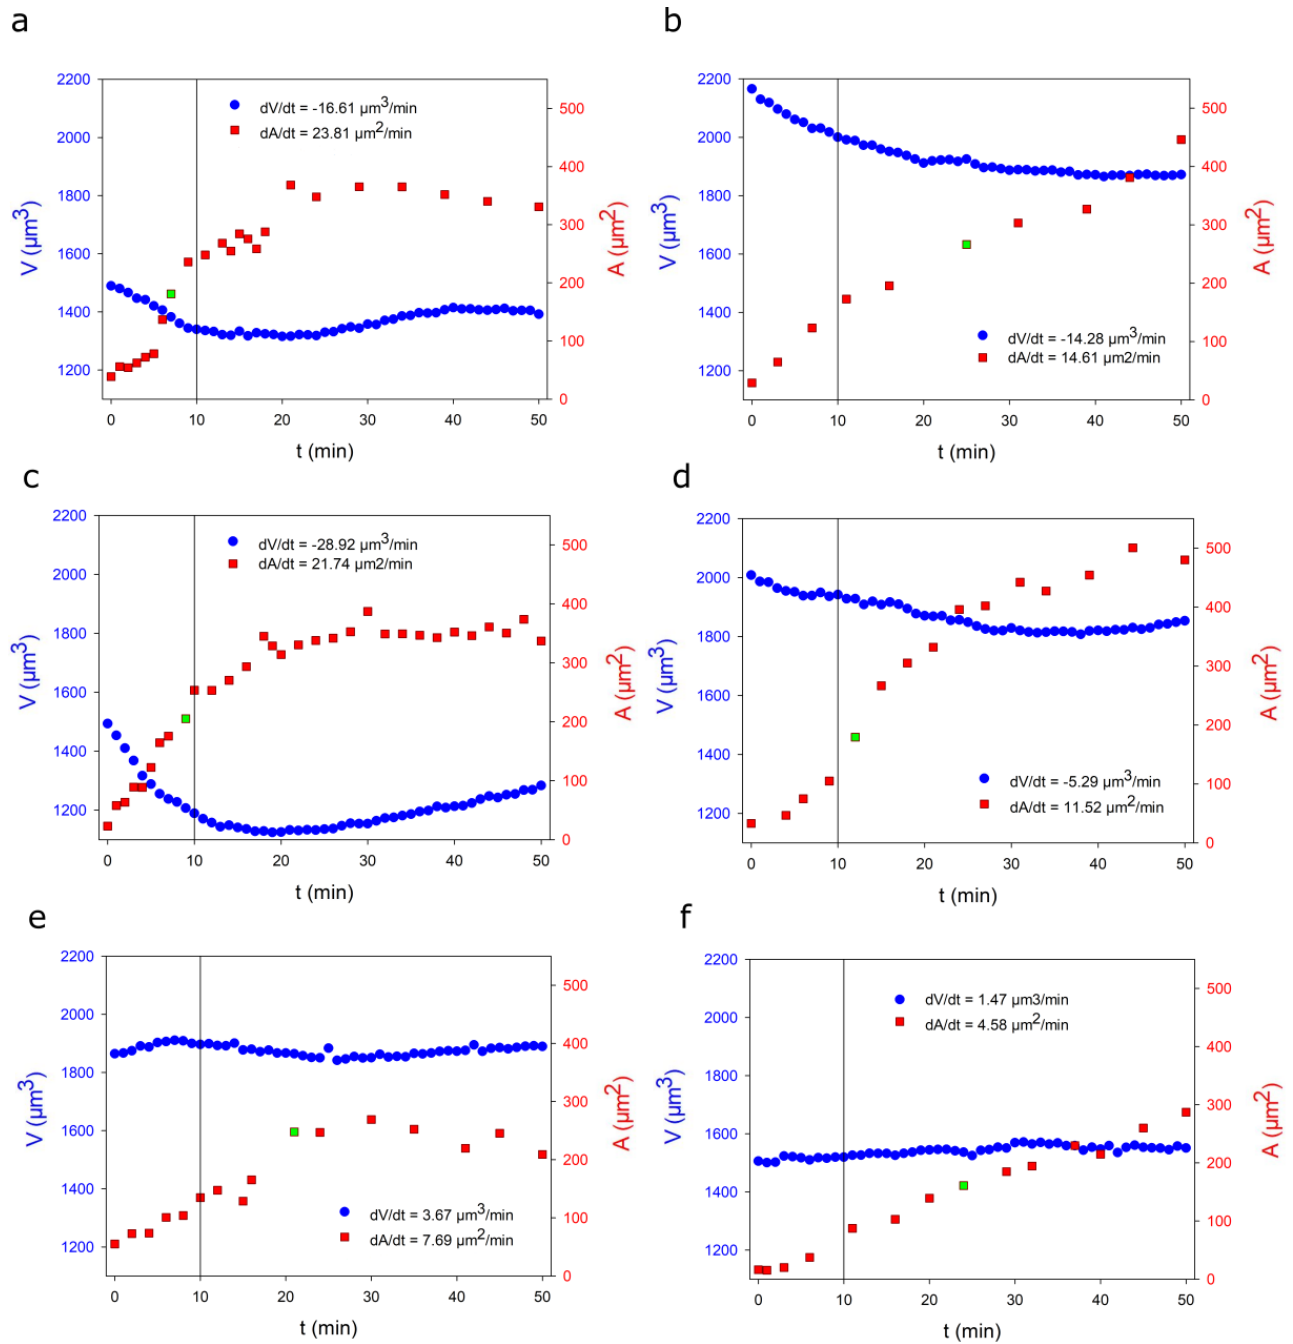 a
2200
2000
1800
1600
1400
1200
V (µm³)
500
400
300
200
100
0
A (µm²)
dV/dt = -16.61 µm³/min
dA/dt = 23.81 µm²/min
0 10 20 30 40 50
t (min)
b
2200
2000
1800
1600
1400
1200
V (µm³)
500
400
300
200
100
0
A (µm²)
dV/dt = -14.28 µm³/min
dA/dt = 14.61 µm2/min
0 10 20 30 40 50
t (min)
c
2200
2000
1800
1600
1400
1200
V (µm³)
500
400
300
200
100
0
A (µm²)
dV/dt = -28.92 µm³/min
dA/dt = 21.74 µm2/min
0 10 20 30 40 50
t (min)
d
2200
2000
1800
1600
1400
1200
V (µm³)
500
400
300
200
100
0
A (µm²)
dV/dt = -5.29 µm³/min
dA/dt = 11.52 µm²/min
0 10 20 30 40 50
t (min)
e
2200
2000
1800
1600
1400
1200
V (µm³)
500
400
300
200
100
0
A (µm²)
dV/dt = 3.67 µm³/min
dA/dt = 7.69 µm²/min
0 10 20 30 40 50
t (min)
f
2200
2000
1800
1600
1400
1200
V (µm³)
500
400
300
200
100
0
A (µm²)
dV/dt = 1.47 µm3/min
dA/dt = 4.58 µm²/min
0 10 20 30 40 50
t (min)